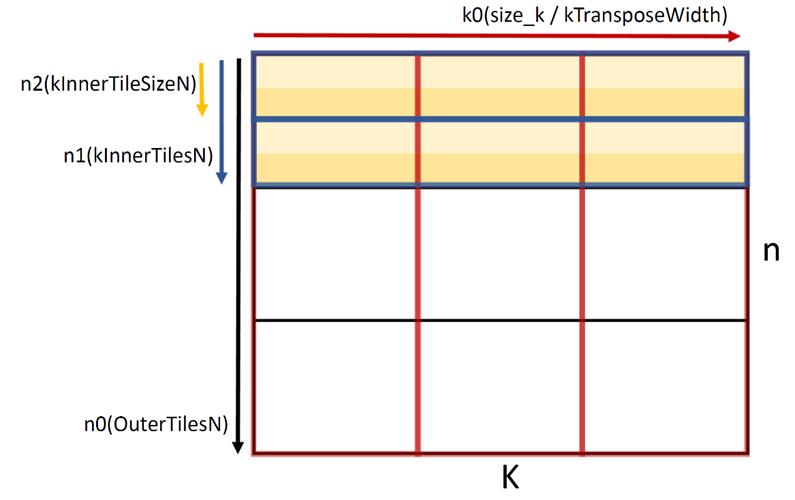 k0(size_k / kTransposeWidth)
n2(kInnerTileSizeN)
n1(kInnerTilesN)
n
n0(OuterTilesN)
K